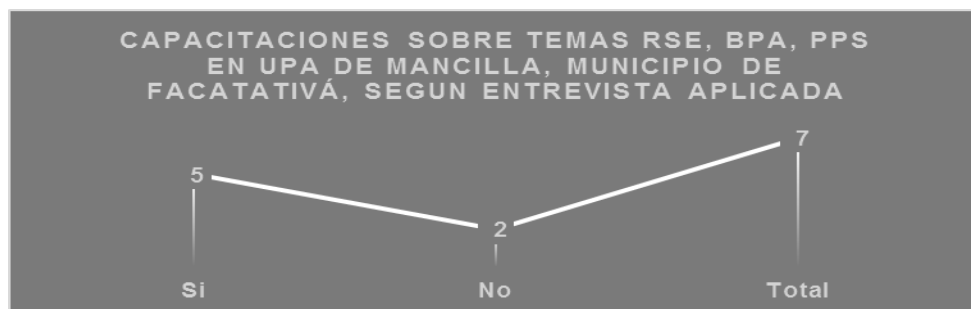 CAPACITACIONES SOBRE TEMAS RSE, BPA, PPS
EN UPA DE MANCILLA, MUNICIPIO DE
FACATATIVÁ, SEGUN ENTREVISTA APLICADA
7
5
2
Si No Total